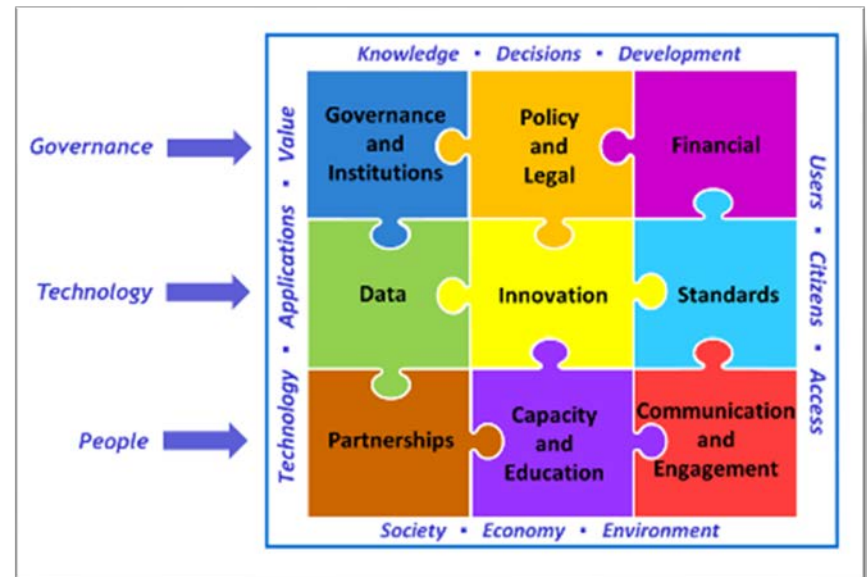 Knowledge ▪ Decisions ▪ Development
Governance
Technology
People
Technology ▪ Applications ▪ Value
Governance
and
Institutions
Policy
and
Legal
Financial
Data
Innovation
Standards
Partnerships
Capacity
and
Education
Communication
and
Engagement
Users ▪ Citizens ▪ Access
Society ▪ Economy ▪ Environment